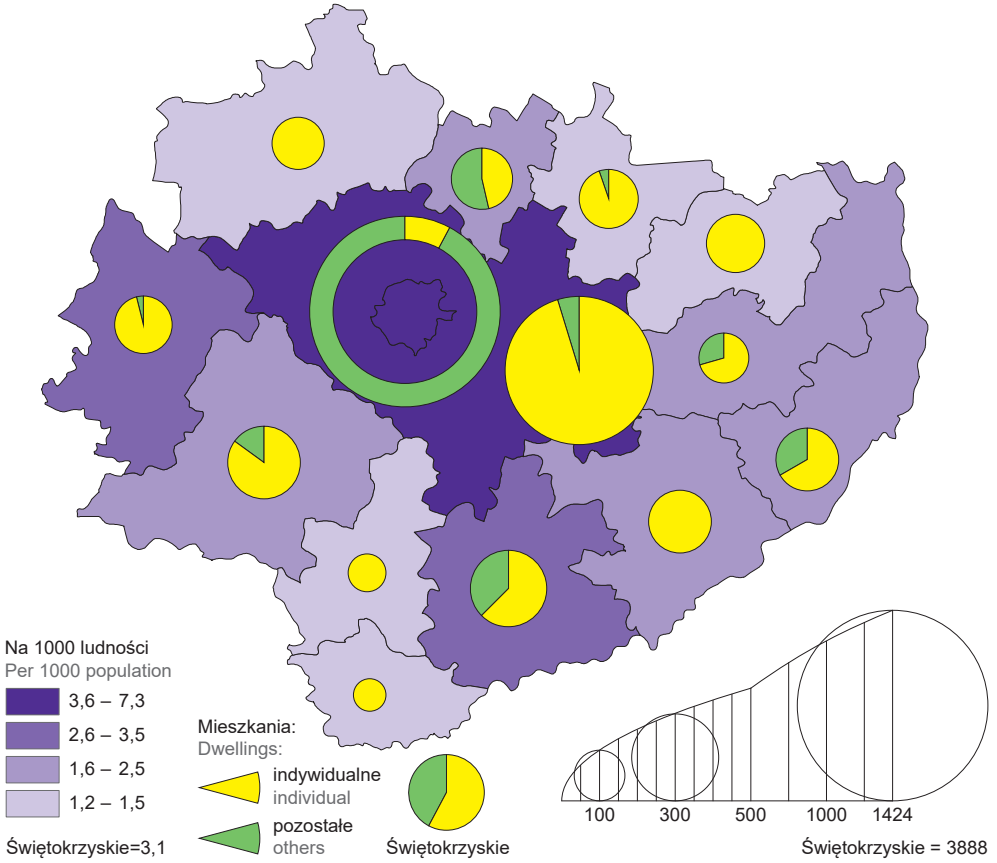 Na 1000 ludności
Per 1000 population
3,6 – 7,3
2,6 – 3,5
1,6 – 2,5
1,2 – 1,5
Świętokrzyskie=3,1
Mieszkania:
Dwellings:
indywidualne
individual
pozostałe
others
Świętokrzyskie
100 300 500 1000 1424
Świętokrzyskie = 3888